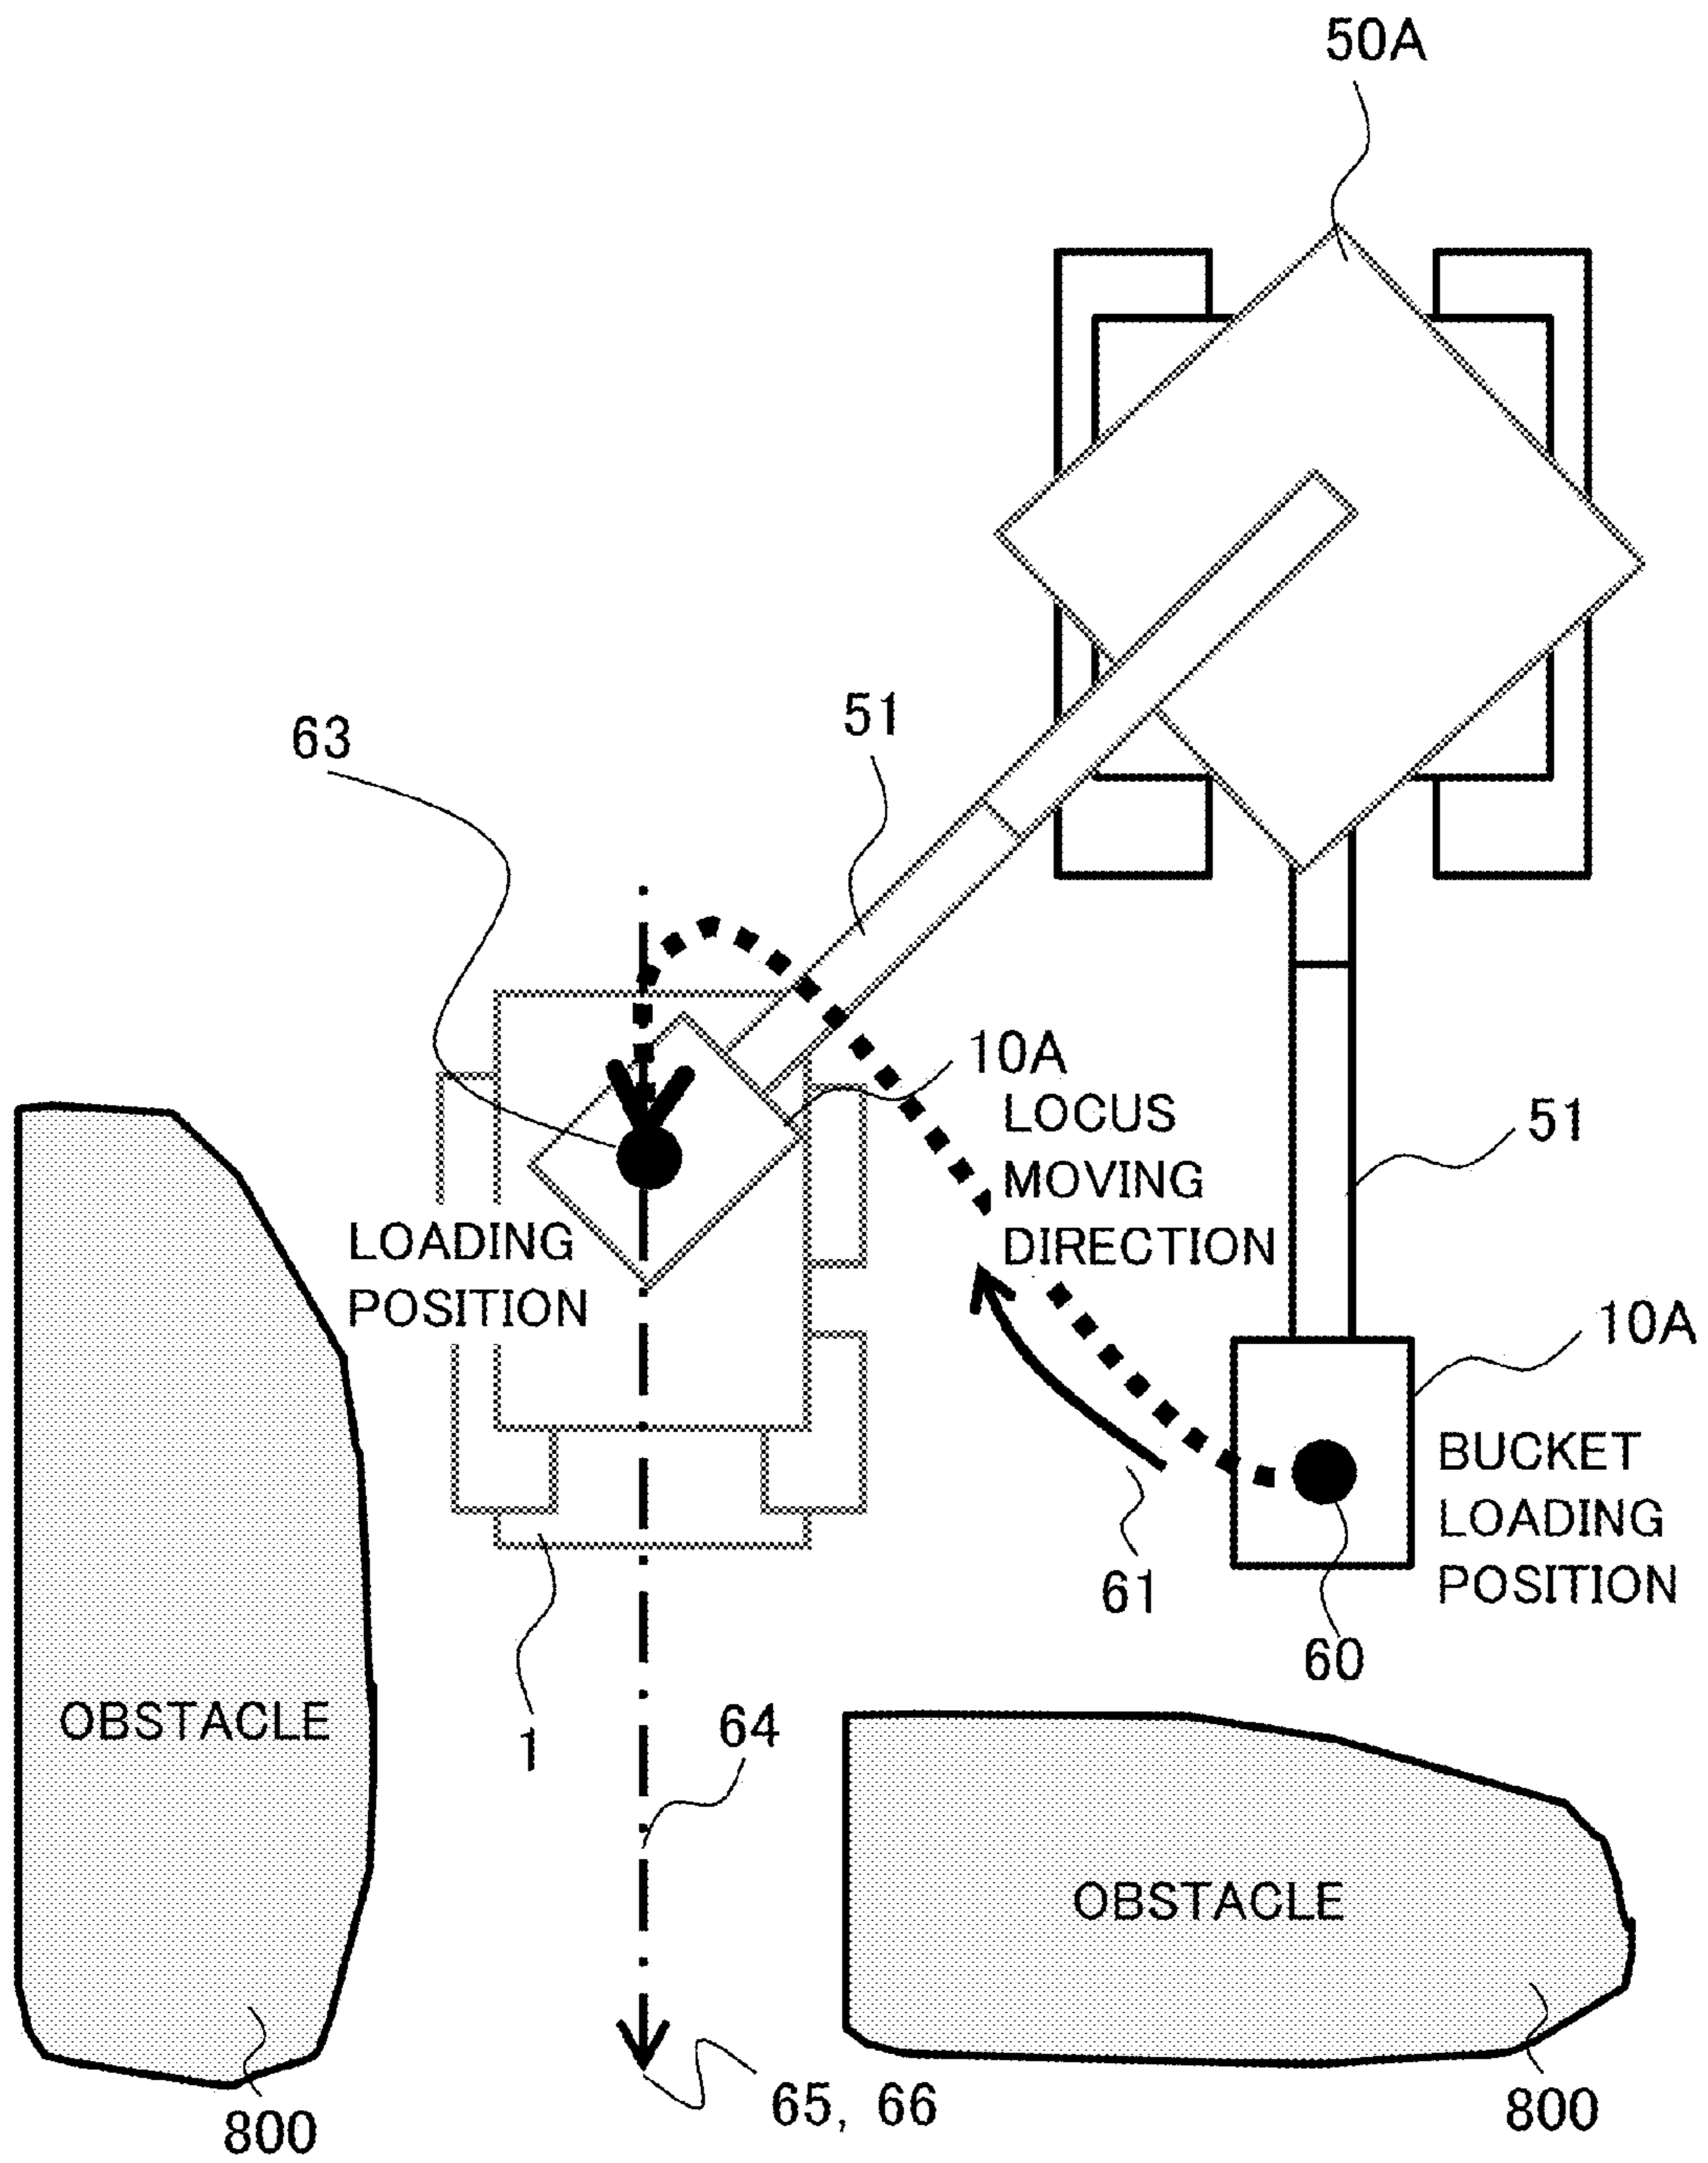 50A
51
63
10A
LOCUS
MOVING
DIRECTION
51
LOADING
POSITION
10A
BUCKET
LOADING
POSITION
61
60
OBSTACLE
1
64
OBSTACLE
65, 66
800
800